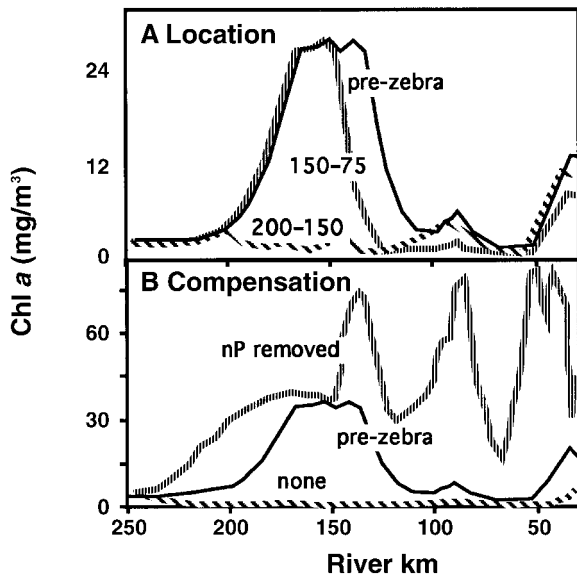 A Location
24
pre-zebra
12
150–75
200–150
0
Chl a (mg/m³)
B Compensation
60
nP removed
30
pre-zebra
none
0
250 200 150 100 50
River km